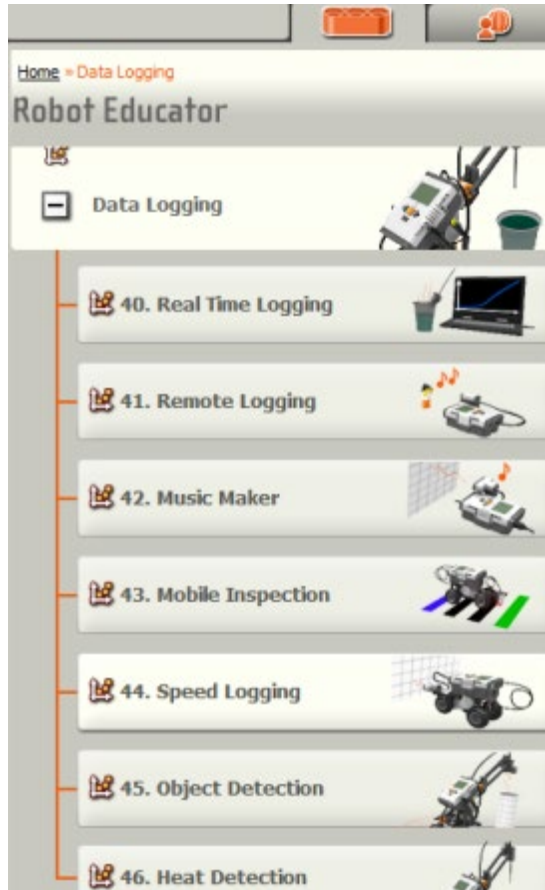 Home » Data Logging
Robot Educator
Data Logging
40. Real Time Logging
41. Remote Logging
42. Music Maker
43. Mobile Inspection
44. Speed Logging
45. Object Detection
46. Heat Detection